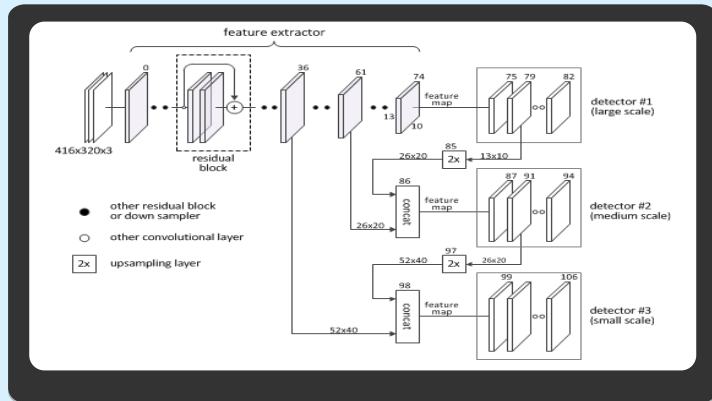 feature extractor
0
36
61
74
75 79 82
feature
map
detector #1
(large scale)
13
10
416x320x3
residual
block
85
26x20
2x
13x10
86
87 91 94
other residual block
or down sampler
feature
map
detector #2
(medium scale)
concat
26x20
other convolutional layer
97
2x upsampling layer
52x40
2x
26x20
98
99 106
feature
map
detector #3
(small scale)
concat
52x40